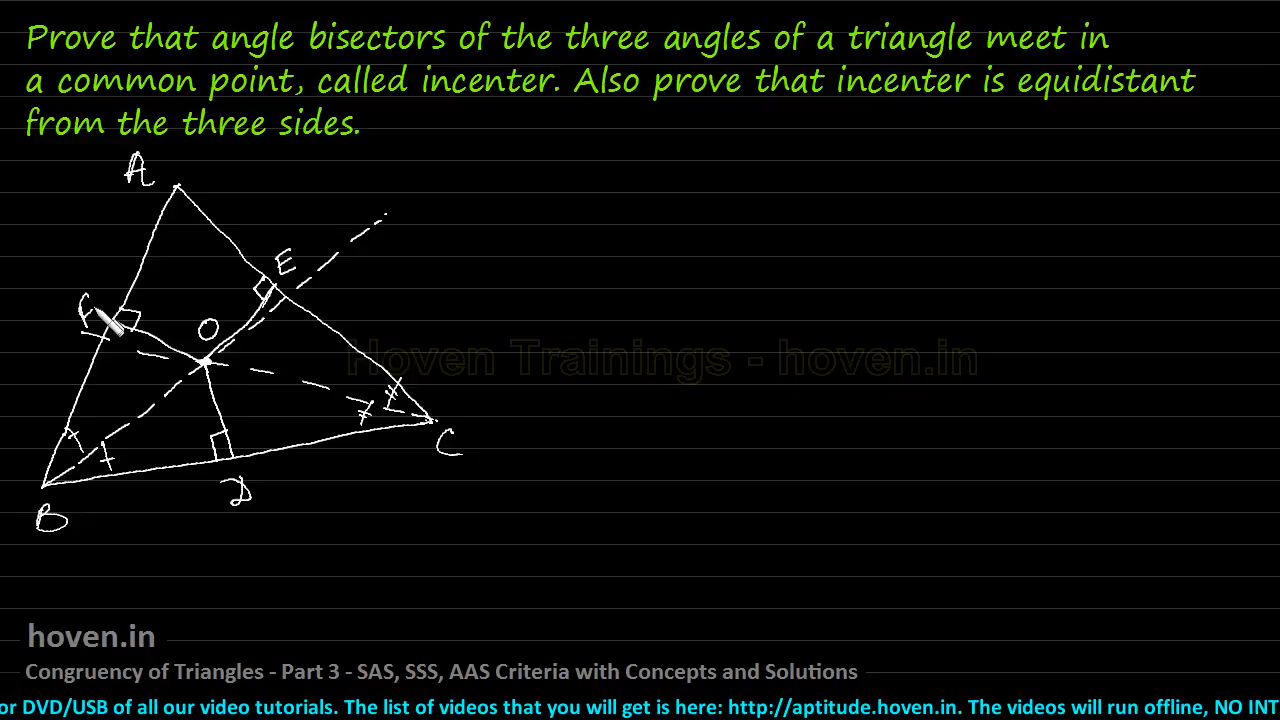 Prove that angle bisectors of the three angles of a triangle meet in
a common point, called incenter. Also prove that incenter is equidistant
from the three sides.
A
E
F
O
Hoven Trainings - hoven.in
C
D
B
hoven.in
Congruency of Triangles - Part 3 - SAS, SSS, AAS Criteria with Concepts and Solutions
or DVD/USB of all our video tutorials. The list of videos that you will get is here: http://aptitude.hoven.in. The videos will run offline, NO INT